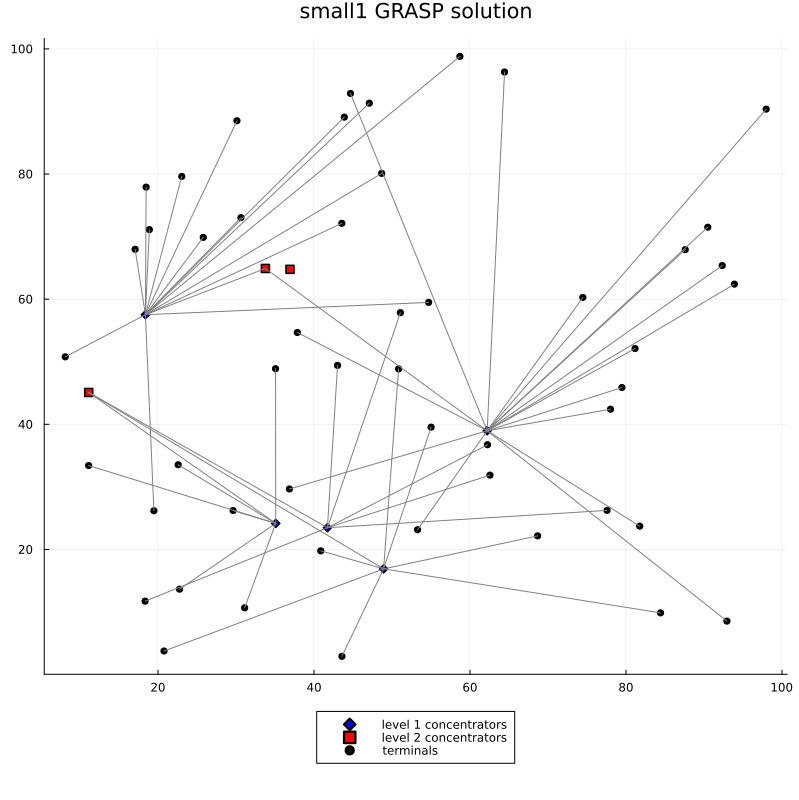 small1 GRASP solution
100
80
60
40
20
20 40 60 80 100
level 1 concentrators
level 2 concentrators
terminals